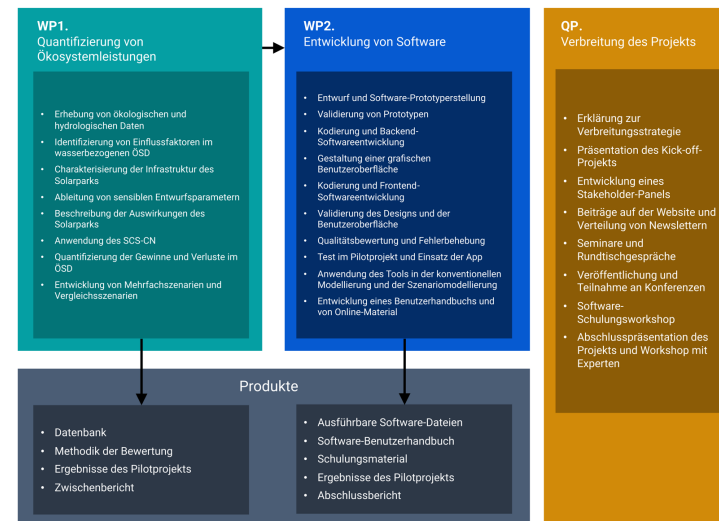 WP1.
Quantifizierung von
Ökosystemleistungen
• Erhebung von ökologischen und
hydrologischen Daten
• Identifizierung von Einflussfaktoren im
wasserbezogenen ÖSD
• Charakterisierung der Infrastruktur des
Solarparks
• Ableitung von sensiblen Entwurfsparametern
• Beschreibung der Auswirkungen des
Solarparks
• Anwendung des SCS-CN
• Quantifizierung der Gewinne und Verluste im
ÖSD
• Entwicklung von Mehrfachszenarien und
Vergleichsszenarien
WP2.
Entwicklung von Software
• Entwurf und Software-Prototyperstellung
• Validierung von Prototypen
• Kodierung und Backend-
Softwareentwicklung
• Gestaltung einer grafischen
Benutzeroberfläche
• Kodierung und Frontend-
Softwareentwicklung
• Validierung des Designs und der
Benutzeroberfläche
• Qualitätsbewertung und Fehlerbehebung
• Test im Pilotprojekt und Einsatz der App
• Anwendung des Tools in der konventionellen
Modellierung und der Szenariomodellierung
• Entwicklung eines Benutzerhandbuchs und
von Online-Material
QP.
Verbreitung des Projekts
• Erklärung zur
Verbreitungsstrategie
• Präsentation des Kick-off-
Projekts
• Entwicklung eines
Stakeholder-Panels
• Beiträge auf der Website und
Verteilung von Newslettern
• Seminare und
Rundtischgespräche
• Veröffentlichung und
Teilnahme an Konferenzen
• Software-
Schulungsworkshop
• Abschlusspräsentation des
Projekts und Workshop mit
Experten
Produkte
• Datenbank
• Methodik der Bewertung
• Ergebnisse des Pilotprojekts
• Zwischenbericht
• Ausführbare Software-Dateien
• Software-Benutzerhandbuch
• Schulungsmaterial
• Ergebnisse des Pilotprojekts
• Abschlussbericht